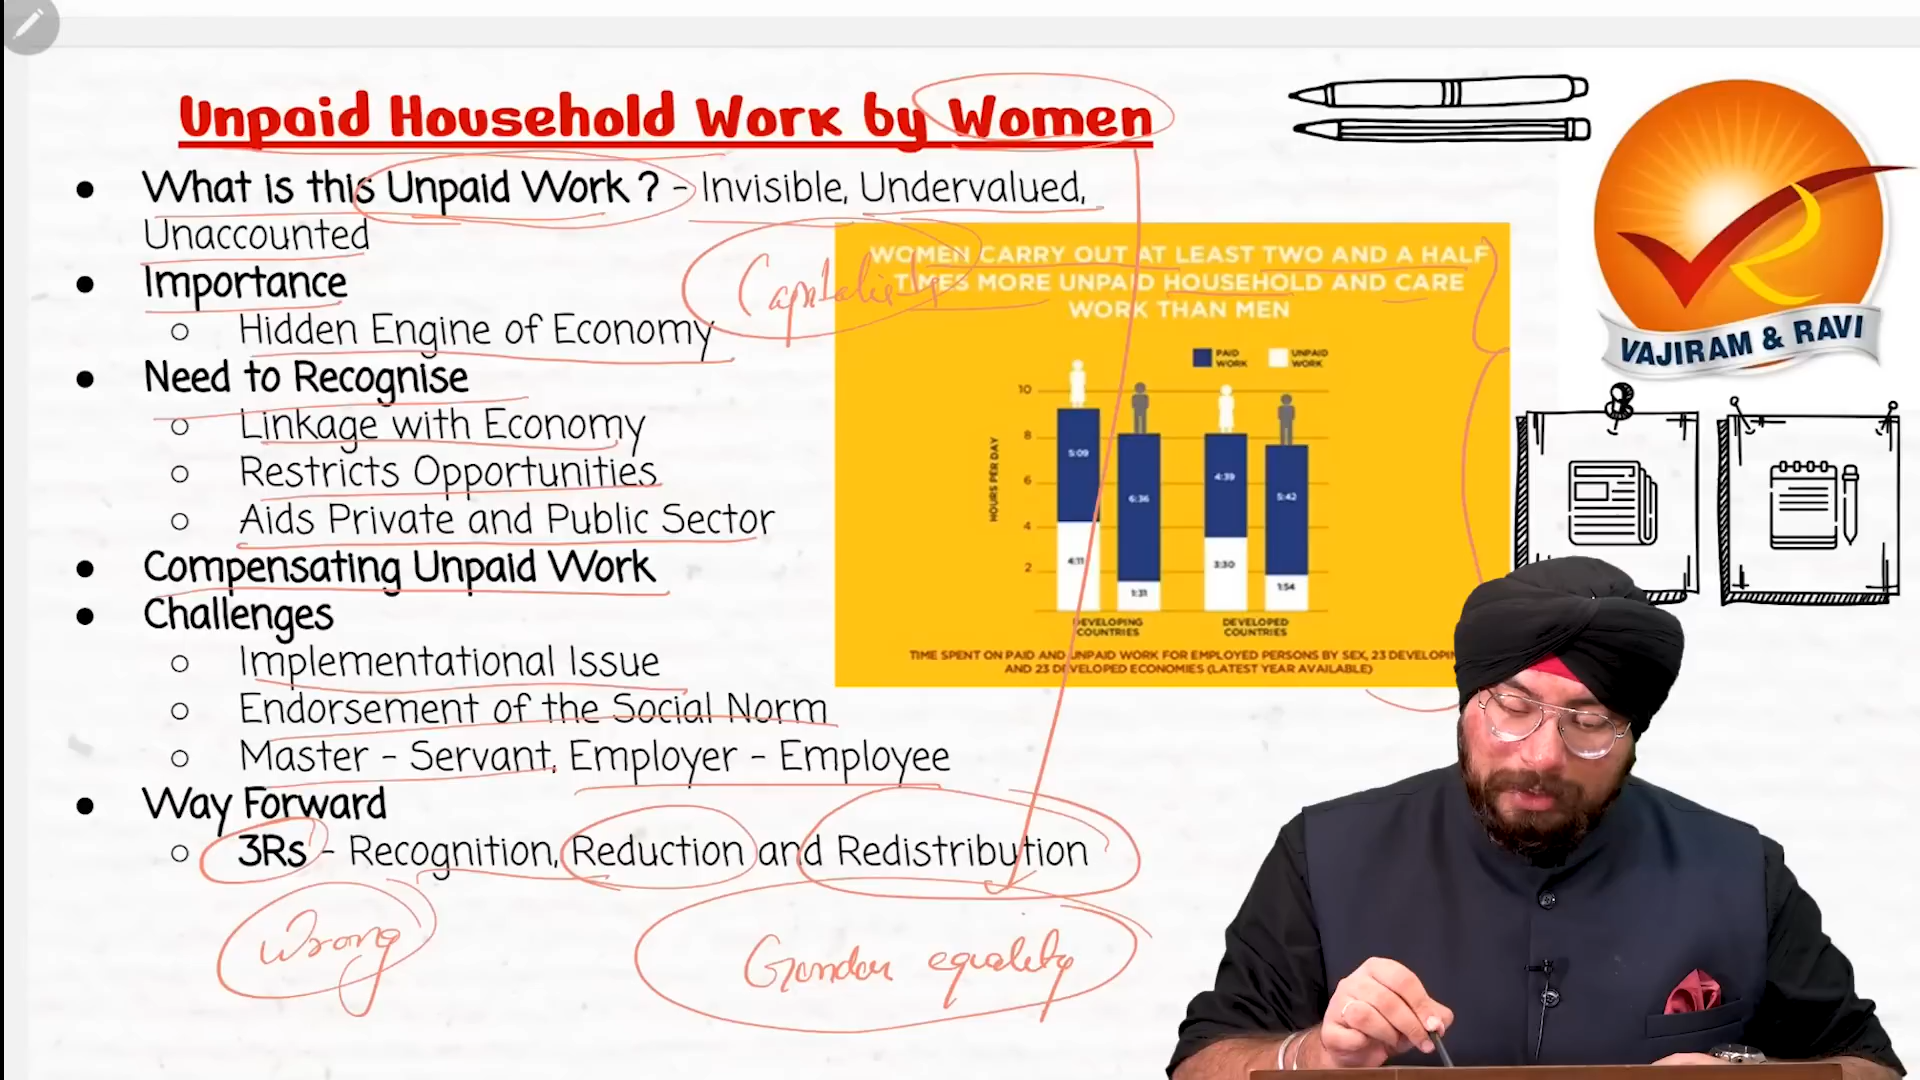 Unpaid Household Work by Women
What is this Unpaid Work ? - Invisible, Undervalued,
Unaccounted
Importance
Hidden Engine of Economy
Need to Recognise
Linkage with Economy
Restricts Opportunities
Aids Private and Public Sector
Compensating Unpaid Work
Challenges
Implementational Issue
Endorsement of the Social Norm
Master - Servant, Employer - Employee
Way Forward
3Rs - Recognition, Reduction and Redistribution
Wrong
Gender equality
WOMEN CARRY OUT AT LEAST TWO AND A HALF
TIMES MORE UNPAID HOUSEHOLD AND CARE
WORK THAN MEN
PAID
WORK
UNPAID
WORK
HOURS PER DAY
10
8
6
4
2
5:09
4:11
6:36
1:31
4:39
3:30
5:42
1:54
DEVELOPING
COUNTRIES
DEVELOPED
COUNTRIES
TIME SPENT ON PAID AND UNPAID WORK FOR EMPLOYED PERSONS BY SEX, 23 DEVELOPIN
AND 23 DEVELOPED ECONOMIES (LATEST YEAR AVAILABLE)
VAJIRAM & RAVI